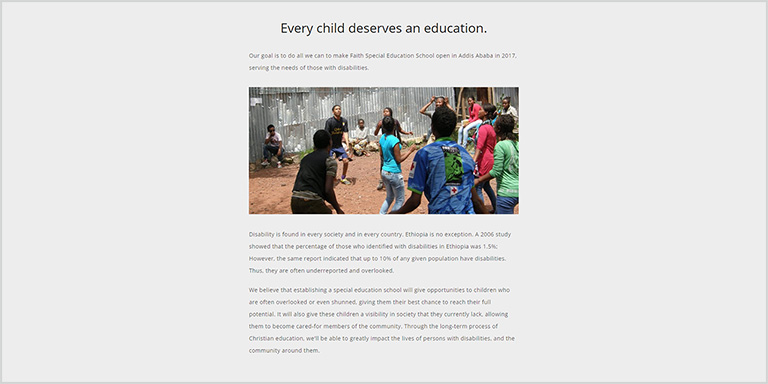 Every child deserves an education.
Our goal is to do all we can to make Faith Special Education School open in Addis Ababa in 2017,
serving the needs of those with disabilities.
Disability is found in every society and in every country. Ethiopia is no exception. A 2006 study
showed that the percentage of those who identified with disabilities in Ethiopia was 1.5%;
However, the same report indicated that up to 10% of any given population have disabilities.
Thus, they are often underreported and overlooked.
We believe that establishing a special education school will give opportunities to children who
are often overlooked or even shunned, giving them their best chance to reach their full
potential. It will also give these children a visibility in society that they currently lack, allowing
them to become cared-for members of the community. Through the long-term process of
Christian education, we'll be able to greatly impact the lives of persons with disabilities, and the
community around them.